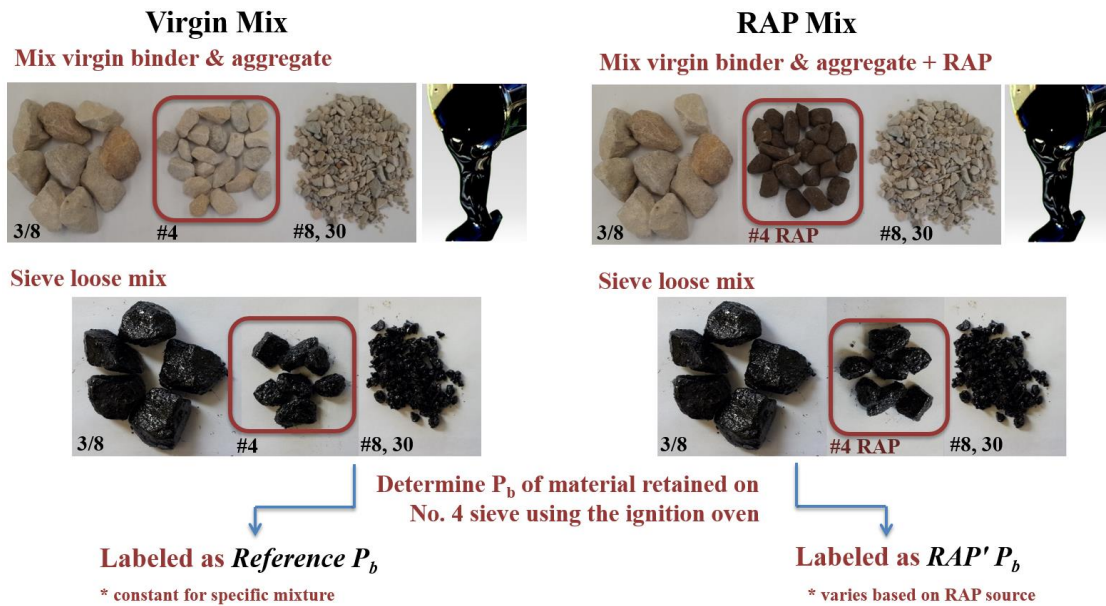 Virgin Mix
Mix virgin binder & aggregate
3/8
#4
#8, 30
Sieve loose mix
3/8
#4
#8, 30
RAP Mix
Mix virgin binder & aggregate + RAP
3/8
#4 RAP
#8, 30
Sieve loose mix
3/8
#4 RAP
#8, 30
Determine Pb of material retained on
No. 4 sieve using the ignition oven
Labeled as Reference Pb
* constant for specific mixture
Labeled as RAP' Pb
* varies based on RAP source